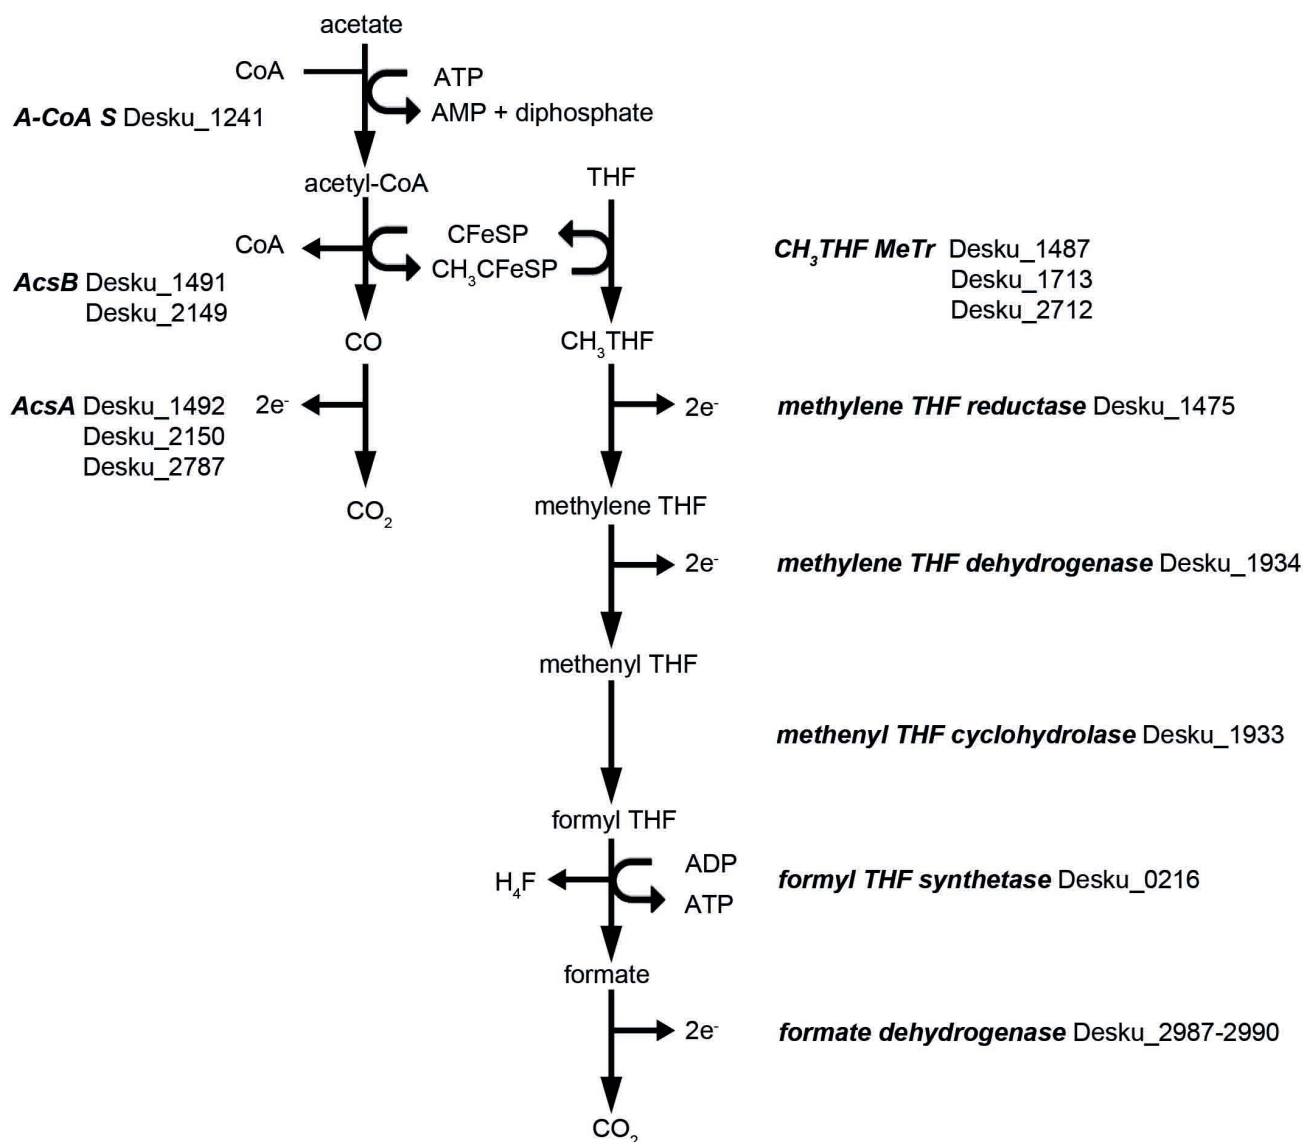 acetate
CoA
ATP
A-CoA S Desku_1241
AMP + diphosphate
acetyl-CoA
THF
CoA
CFeSP
CH₃CFeSP
CH₃THF MeTr Desku_1487
Desku_1713
Desku_2712
AcsB Desku_1491
Desku_2149
CO
CH₃THF
AcsA Desku_1492
Desku_2150
Desku_2787
2e⁻
2e⁻
methylene THF reductase Desku_1475
CO₂
methylene THF
2e⁻
methylene THF dehydrogenase Desku_1934
methenyl THF
methenyl THF cyclohydrolase Desku_1933
formyl THF
H₄F
ADP
ATP
formyl THF synthetase Desku_0216
formate
2e⁻
formate dehydrogenase Desku_2987-2990
CO₂